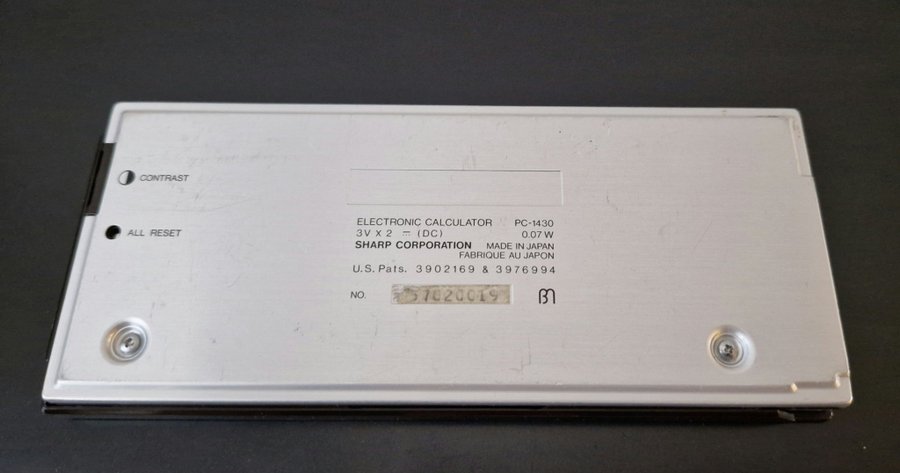 CONTRAST
ALL RESET
ELECTRONIC CALCULATOR PC-1430
3V X 2 ⎓ (DC) 0.07 W
SHARP CORPORATION MADE IN JAPAN
FABRIQUE AU JAPON
U.S. Pats. 3902169 & 3976994
NO.